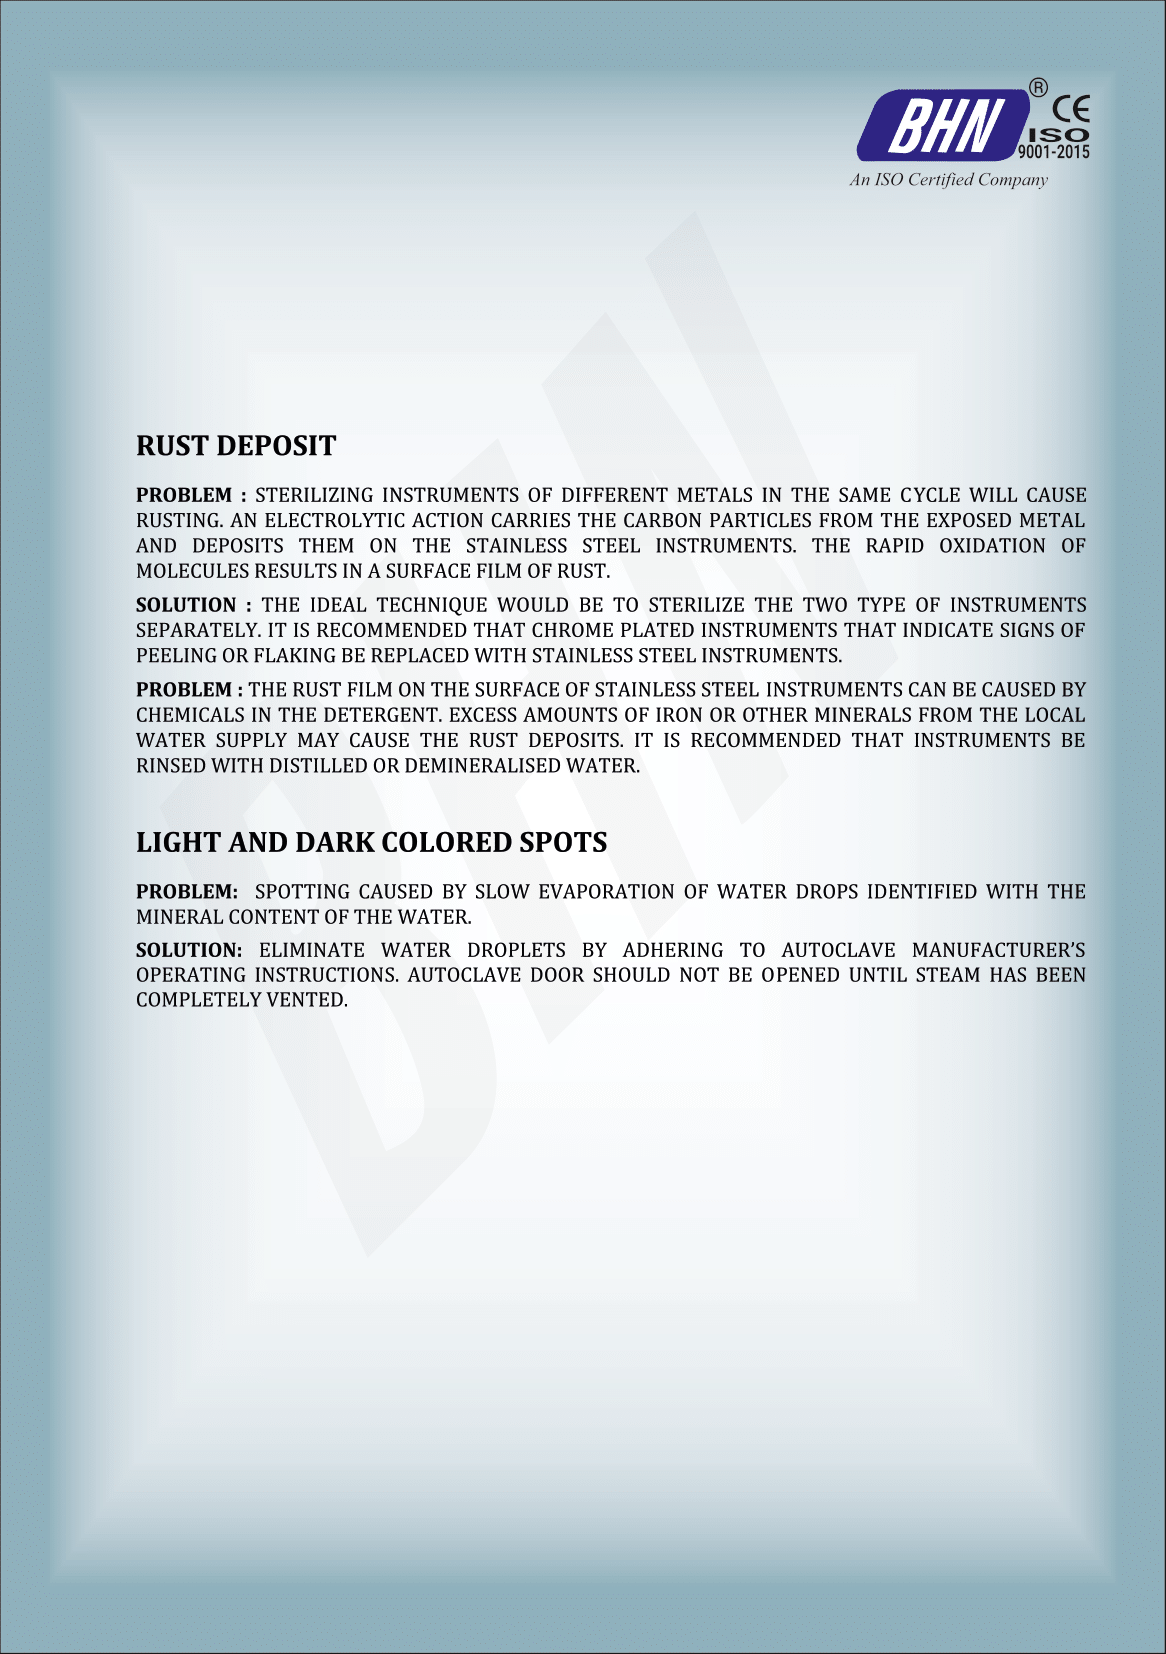 BHN ®
CE
ISO
9001-2015
An ISO Certified Company
RUST DEPOSIT
PROBLEM : STERILIZING INSTRUMENTS OF DIFFERENT METALS IN THE SAME CYCLE WILL CAUSE
RUSTING. AN ELECTROLYTIC ACTION CARRIES THE CARBON PARTICLES FROM THE EXPOSED METAL
AND DEPOSITS THEM ON THE STAINLESS STEEL INSTRUMENTS. THE RAPID OXIDATION OF
MOLECULES RESULTS IN A SURFACE FILM OF RUST.
SOLUTION : THE IDEAL TECHNIQUE WOULD BE TO STERILIZE THE TWO TYPE OF INSTRUMENTS
SEPARATELY. IT IS RECOMMENDED THAT CHROME PLATED INSTRUMENTS THAT INDICATE SIGNS OF
PEELING OR FLAKING BE REPLACED WITH STAINLESS STEEL INSTRUMENTS.
PROBLEM : THE RUST FILM ON THE SURFACE OF STAINLESS STEEL INSTRUMENTS CAN BE CAUSED BY
CHEMICALS IN THE DETERGENT. EXCESS AMOUNTS OF IRON OR OTHER MINERALS FROM THE LOCAL
WATER SUPPLY MAY CAUSE THE RUST DEPOSITS. IT IS RECOMMENDED THAT INSTRUMENTS BE
RINSED WITH DISTILLED OR DEMINERALISED WATER.
LIGHT AND DARK COLORED SPOTS
PROBLEM: SPOTTING CAUSED BY SLOW EVAPORATION OF WATER DROPS IDENTIFIED WITH THE
MINERAL CONTENT OF THE WATER.
SOLUTION: ELIMINATE WATER DROPLETS BY ADHERING TO AUTOCLAVE MANUFACTURER’S
OPERATING INSTRUCTIONS. AUTOCLAVE DOOR SHOULD NOT BE OPENED UNTIL STEAM HAS BEEN
COMPLETELY VENTED.
BHN